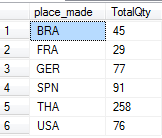 place_made TotalQty
1 BRA 45
2 FRA 29
3 GER 77
4 SPN 91
5 THA 258
6 USA 76